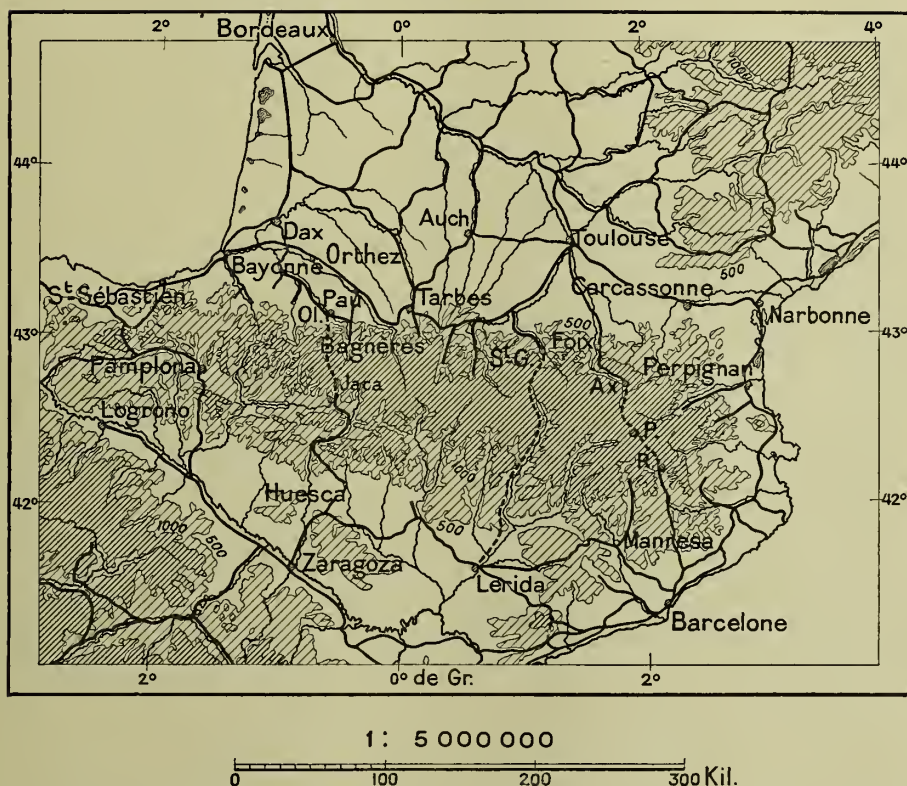 2° 0° 2° 4°
Bordeaux
1000
44° 44°
Auch
Dax Toulouse
Orthez
500
Bayonne
St Sébastien Carcassonne
Pau Tarbes
Ol. Narbonne
43° 43°
500
Bagnères St G. Foix
Pamplona Perpignan
Jaca Ax
Logrono
P.
R.
42° 42°
Huesca
1000 500
500
Manresa
Zaragoza
Lerida
Barcelone
2° 0° de Gr. 2°
1: 5 000 000
0 100 200 300 Kil.